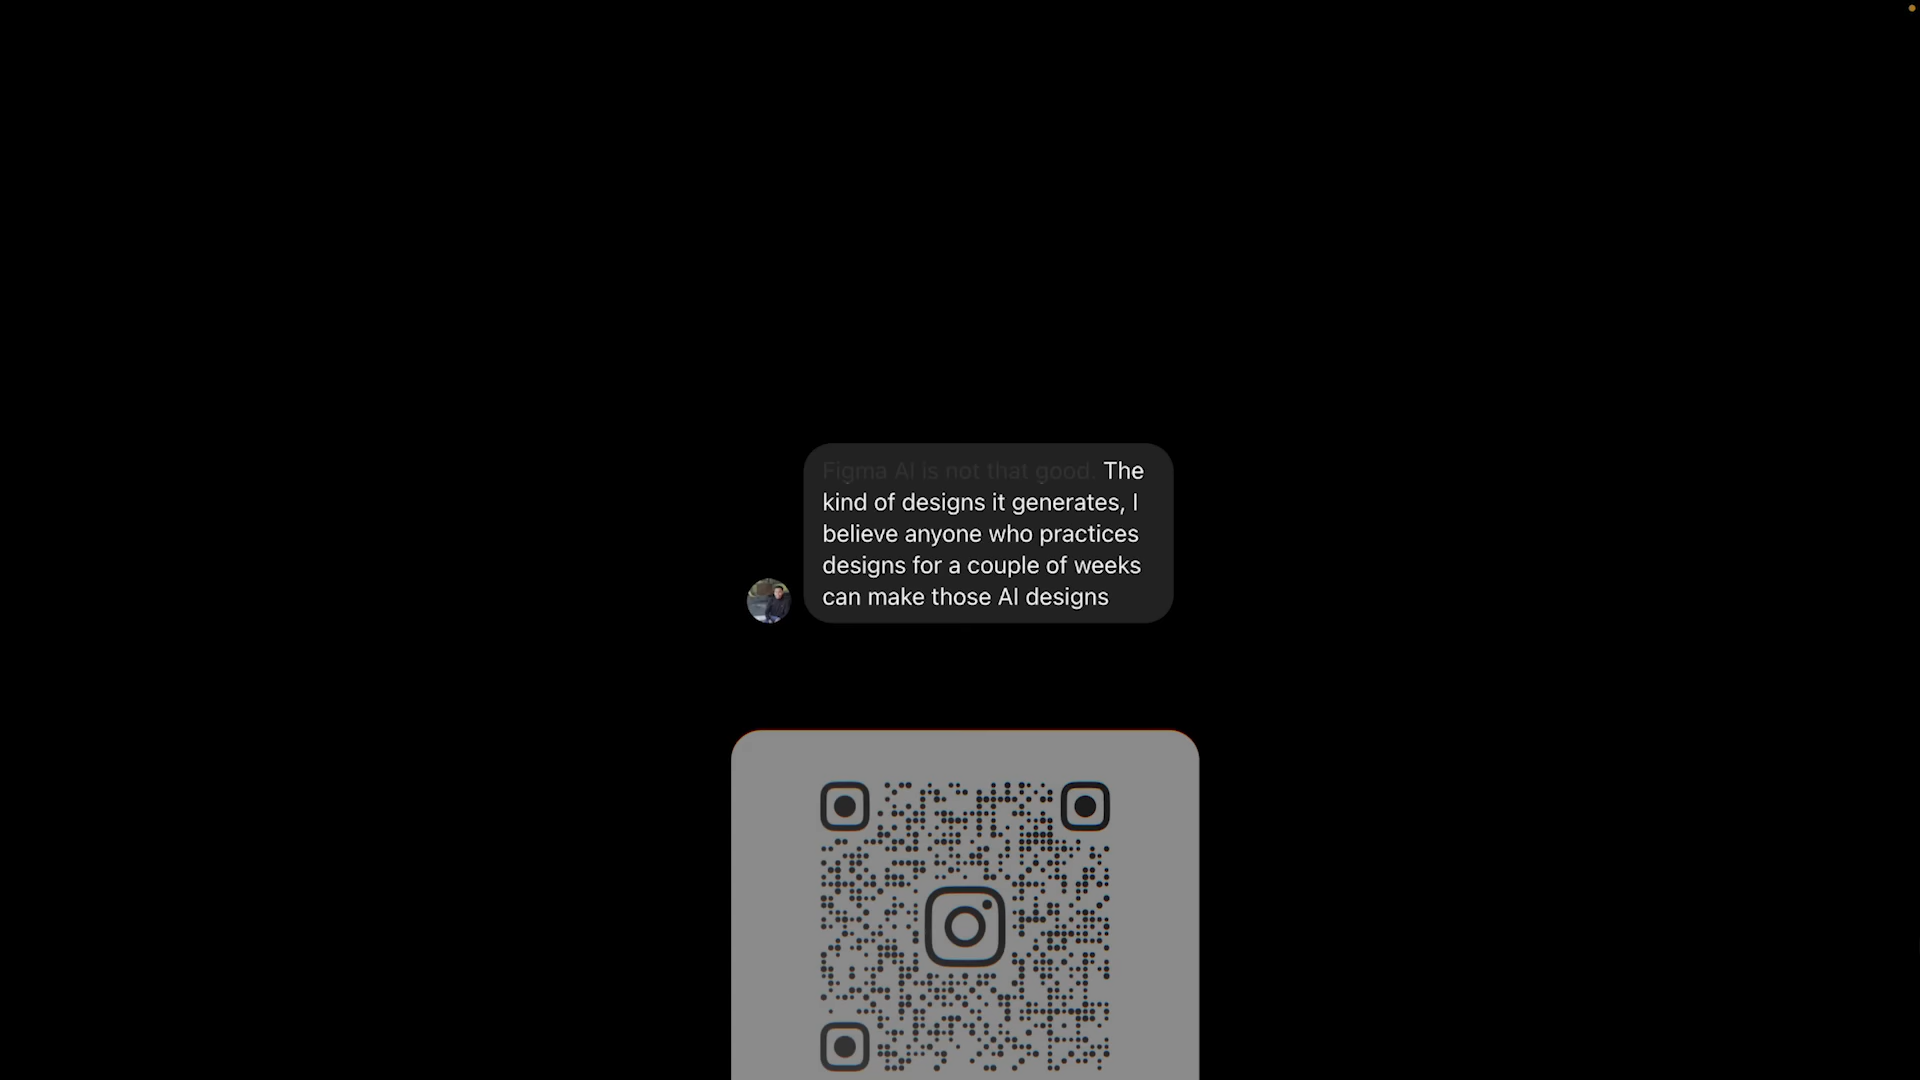 Figma AI is not that good. The
kind of designs it generates, I
believe anyone who practices
designs for a couple of weeks
can make those AI designs